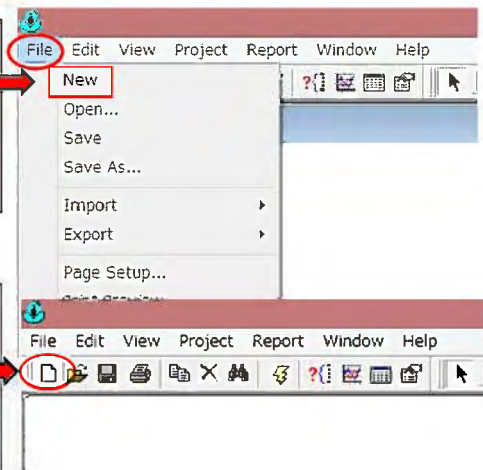 File Edit View Project Report Window Help
New
Open...
Save
Save As...
Import
Export
Page Setup...
File Edit View Project Report Window Help